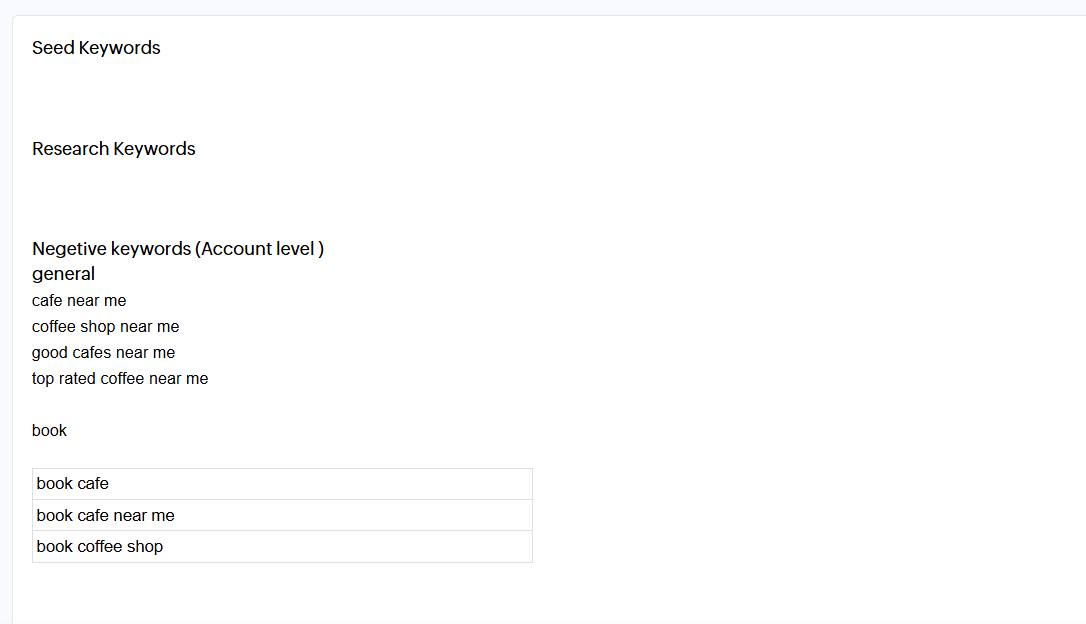 Seed Keywords
Research Keywords
Negetive keywords (Account level )
general
cafe near me
coffee shop near me
good cafes near me
top rated coffee near me
book
book cafe
book cafe near me
book coffee shop